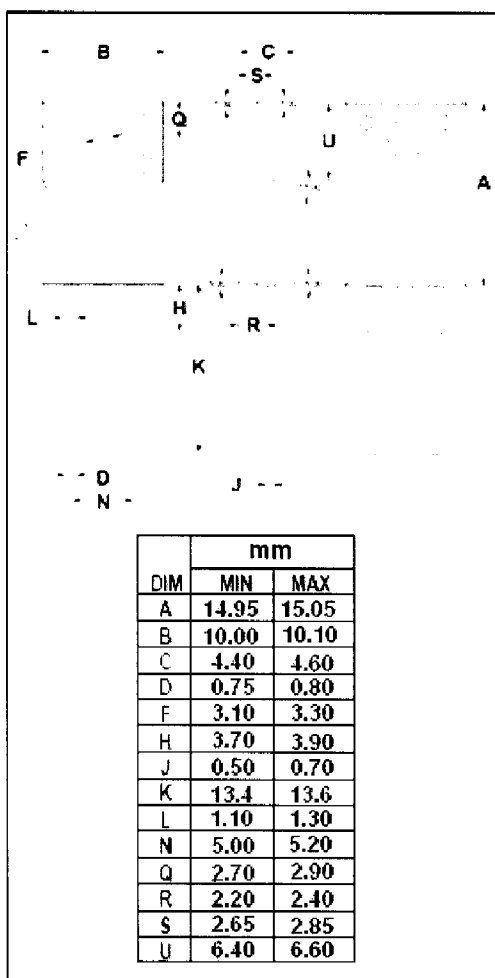 B C
S
Q
U
F
A
H
L R
K
D J
N
mm
DIM MIN MAX
A 14.95 15.05
B 10.00 10.10
C 4.40 4.60
D 0.75 0.80
F 3.10 3.30
H 3.70 3.90
J 0.50 0.70
K 13.4 13.6
L 1.10 1.30
N 5.00 5.20
Q 2.70 2.90
R 2.20 2.40
S 2.65 2.85
U 6.40 6.60